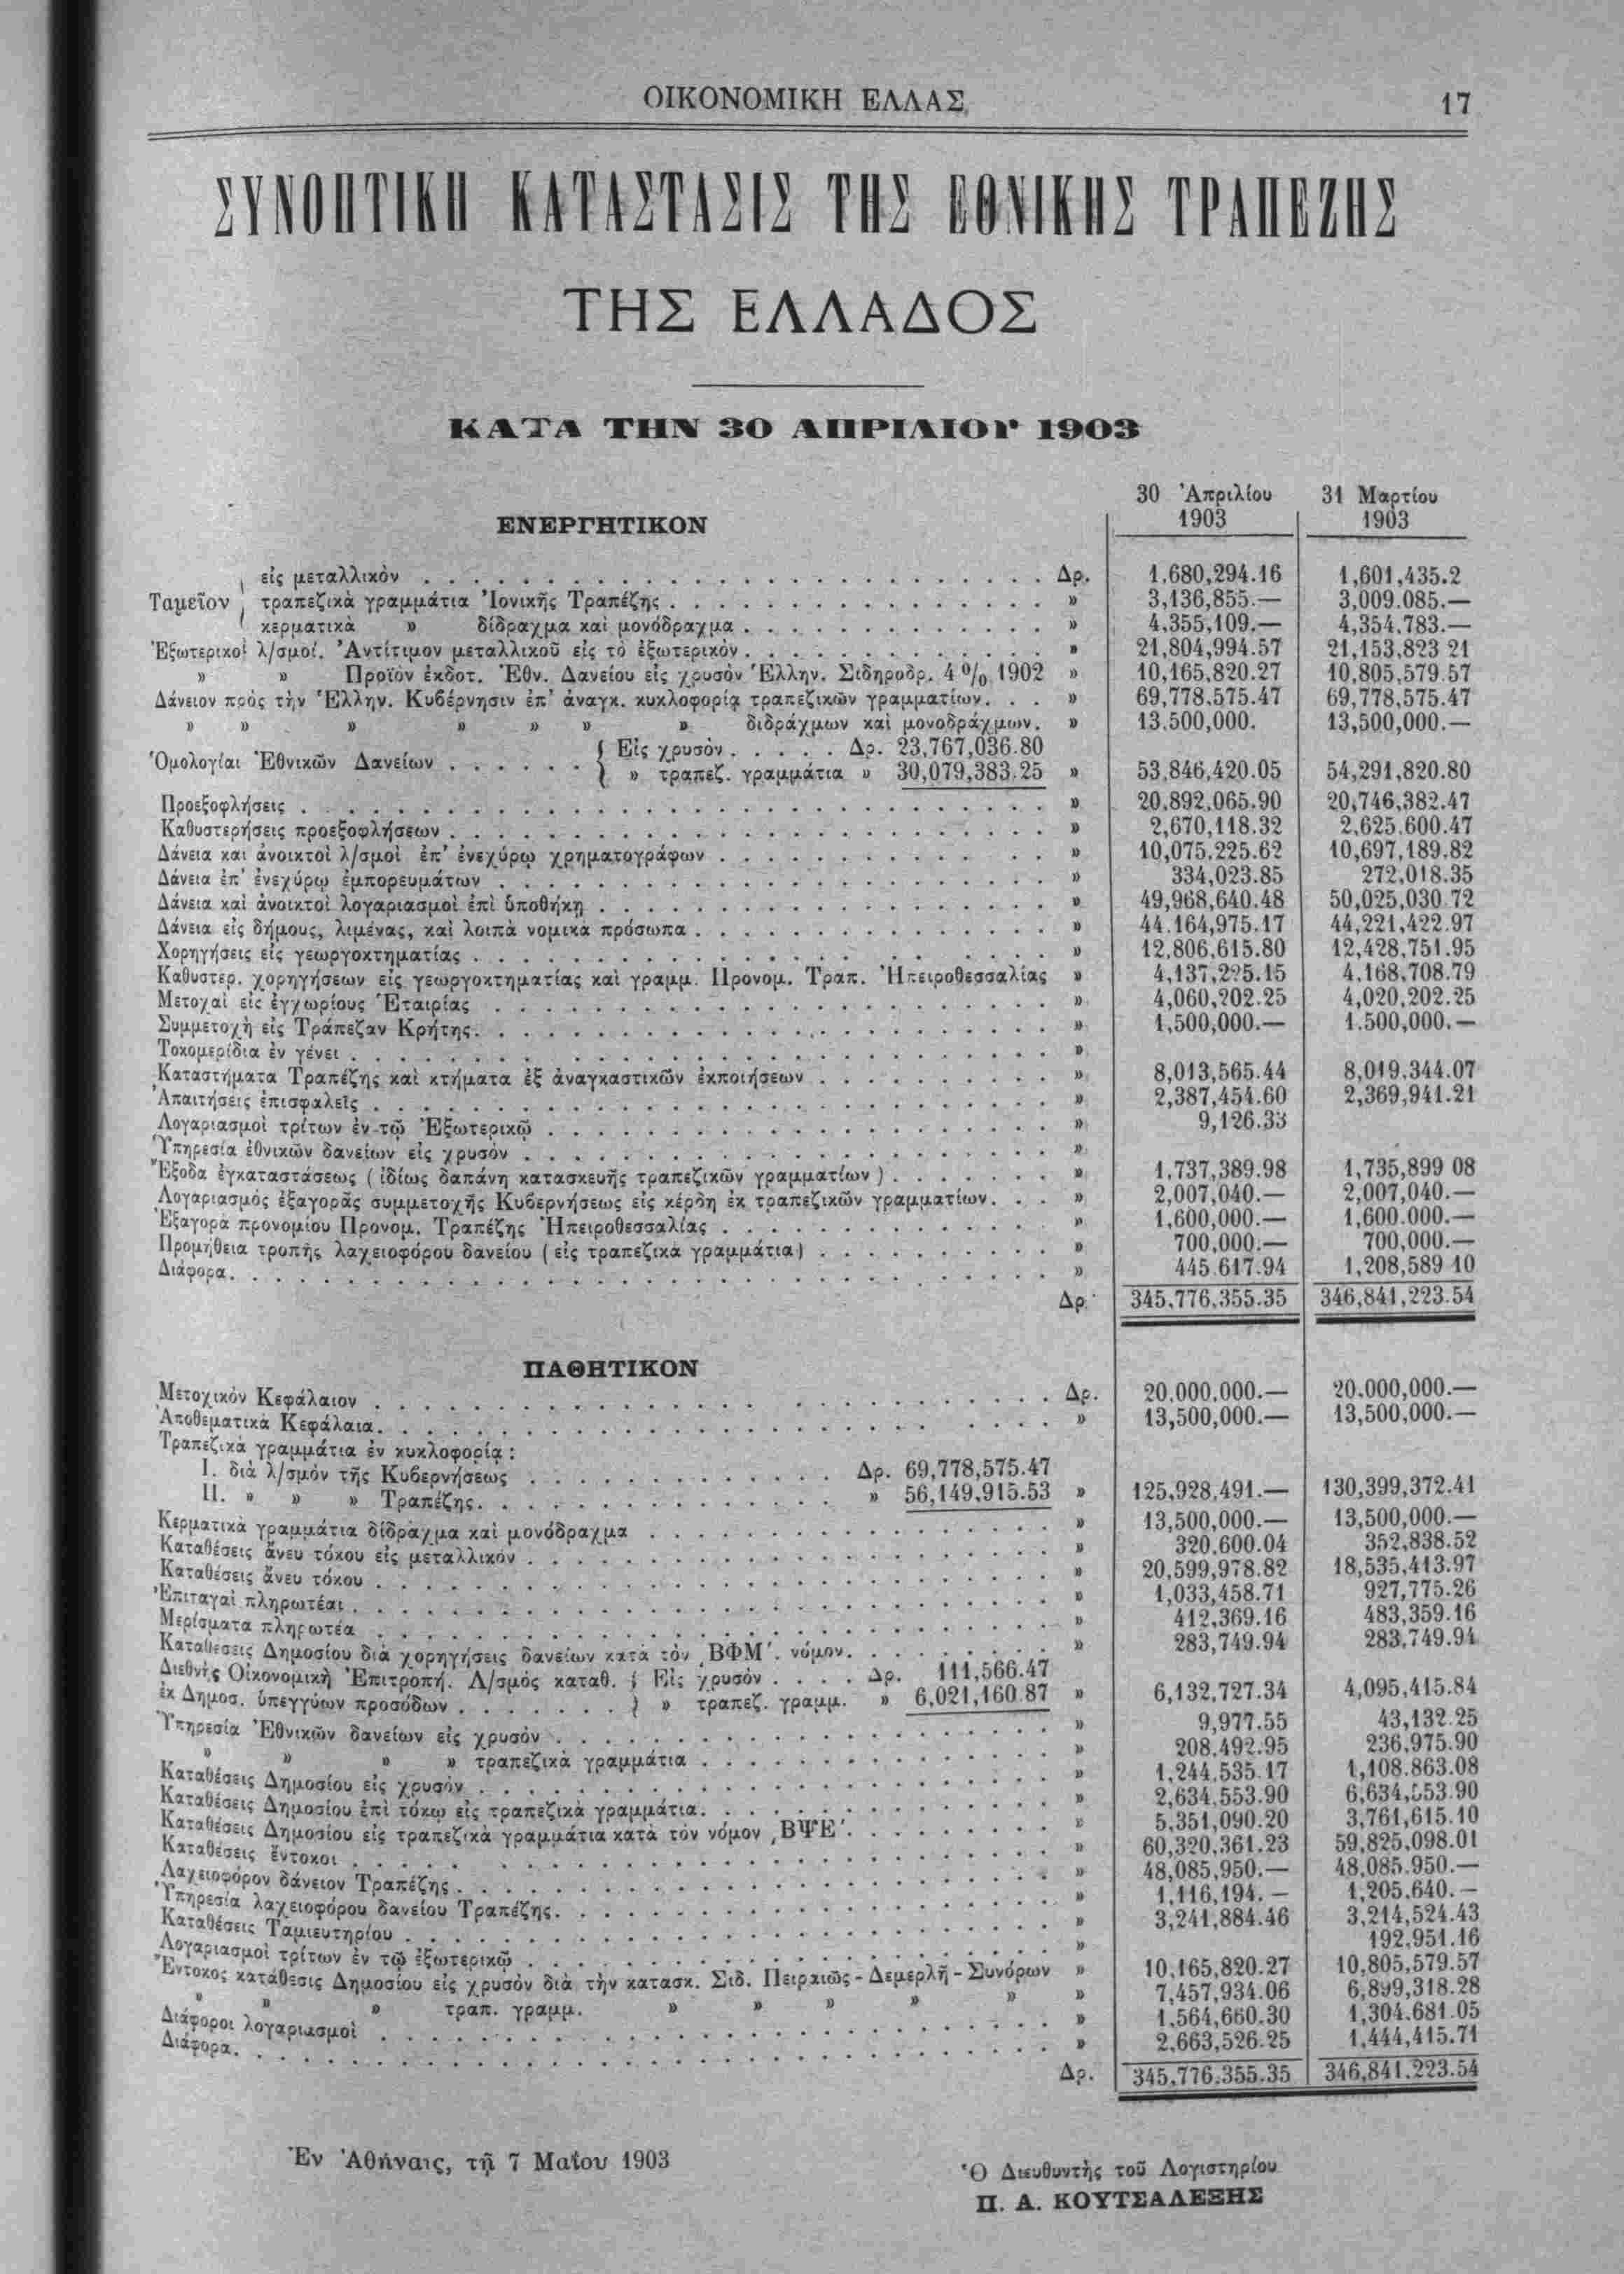 ΟΙΚΟΝΟΜΙΚΗ ΕΛΛΑΣ 17
ΣΥΝΟΠΤΙΚΗ ΚΑΤΑΣΤΑΣΙΣ ΤΗΣ ΕΘΝΙΚΗΣ ΤΡΑΠΕΖΗΣ
ΤΗΣ ΕΛΛΑΔΟΣ
ΚΑΤΑ ΤΗΝ 30 ΑΠΡΙΛΙΟΥ 1903
30 Ἀπριλίου 31 Μαρτίου
ΕΝΕΡΓΗΤΙΚΟΝ 1903 1903
εἰς μεταλλικὸν . . . Δρ. 1,680,294.16 1,601,435.2
Ταμεῖον τραπεζικὰ γραμμάτια Ἰονικῆς Τραπέζης . . . » 3,136,855.— 3,009.085.—
κερματικὰ » δίδραχμα καὶ μονόδραχμα . . . » 4,355,109.— 4,354.783.—
Ἐξωτερικοὶ λ/σμοί. Ἀντίτιμον μεταλλικοῦ εἰς τὸ ἐξωτερικὸν . . . » 21,804,994.57 21,153,823 21
» » Προϊὸν ἐκδοτ. Ἐθν. Δανείου εἰς χρυσὸν Ἑλλην. Σιδηροδρ. 4 0/0 1902 » 10,165,820.27 10,805,579.57
Δάνειον πρὸς τὴν Ἑλλην. Κυβέρνησιν ἐπ' ἀναγκ. κυκλοφορίᾳ τραπεζικῶν γραμματίων. . . » 69,778,575.47 69,778,575.47
» » » » » » » διδράχμων καὶ μονοδράχμων. » 13.500,000. 13,500,000.—
Εἰς χρυσὸν . . . . . Δρ. 23,767,036.80
Ὁμολογίαι Ἐθνικῶν Δανείων . . . . . . » τραπεζ. γραμμάτια » 30,079,383.25 » 53,846,420.05 54,291,820.80
Προεξοφλήσεις . . . » 20,892,065.90 20,746,382.47
Καθυστερήσεις προεξοφλήσεων . . . » 2,670,118.32 2,625.600.47
Δάνεια καὶ ἀνοικτοὶ λ/σμοὶ ἐπ' ἐνεχύρῳ χρηματογράφων . . . » 10,075,225.62 10,697,189.82
Δάνεια ἐπ' ἐνεχύρῳ ἐμπορευμάτων . . . » 334,023.85 272,018.35
Δάνεια καὶ ἀνοικτοὶ λογαριασμοὶ ἐπὶ ὑποθήκῃ . . . » 49,968,640.48 50,025,030 72
Δάνεια εἰς δήμους, λιμένας, καὶ λοιπὰ νομικὰ πρόσωπα . . . » 44.164,975.17 44,221,422.97
Χορηγήσεις εἰς γεωργοκτηματίας . . . » 12,806,615.80 12,428,751.95
Καθυστερ. χορηγήσεων εἰς γεωργοκτηματίας καὶ γραμμ. Προνομ. Τραπ. Ἠπειροθεσσαλίας » 4,137,225.15 4.168,708.79
Μετοχαὶ εἰς ἐγχωρίους Ἑταιρίας . . . » 4,060,202.25 4,020,202.25
Συμμετοχὴ εἰς Τράπεζαν Κρήτης. . . . » 1,500,000.— 1.500,000.—
Τοκομερίδια ἐν γένει . . . »
Καταστήματα Τραπέζης καὶ κτήματα ἐξ ἀναγκαστικῶν ἐκποιήσεων . . . » 8,013,565.44 8,019.344.07
Ἀπαιτήσεις ἐπισφαλεῖς . . . » 2,387,454.60 2,369,941.21
Λογαριασμοὶ τρίτων ἐν τῷ Ἐξωτερικῷ . . . » 9,126.33
Ὑπηρεσία ἐθνικῶν δανείων εἰς χρυσὸν . . . »
Ἔξοδα ἐγκαταστάσεως (ἰδίως δαπάνη κατασκευῆς τραπεζικῶν γραμματίων) . . . » 1,737,389.98 1,735,899 08
Λογαριασμὸς ἐξαγορᾶς συμμετοχῆς Κυβερνήσεως εἰς κέρδη ἐκ τραπεζικῶν γραμματίων. . . » 2,007,040.— 2,007,040.—
Ἐξαγορὰ προνομίου Προνομ. Τραπέζης Ἠπειροθεσσαλίας . . . » 1,600,000.— 1,600.000.—
Προμήθεια τροπῆς λαχειοφόρου δανείου (εἰς τραπεζικὰ γραμμάτια) . . . » 700,000.— 700,000.—
Διάφορα. . . . » 445.617.94 1,208,589 10
Δρ. 345,776,355.35 346,841,223.54
ΠΑΘΗΤΙΚΟΝ
Μετοχικὸν Κεφάλαιον . . . Δρ. 20,000,000.— 20,000,000.—
Ἀποθεματικὰ Κεφάλαια. . . . » 13,500,000.— 13,500,000.—
Τραπεζικὰ γραμμάτια ἐν κυκλοφορίᾳ :
I. διὰ λ/σμὸν τῆς Κυβερνήσεως . . . Δρ. 69,778,575.47
II. » » » Τραπέζης. . . . » 56,149,915.53 » 125,928,491.— 130,399,372.41
Κερματικὰ γραμμάτια δίδραχμα καὶ μονόδραχμα . . . » 13,500,000.— 13,500,000.—
Καταθέσεις ἄνευ τόκου εἰς μεταλλικὸν . . . » 320,600.04 352,838.52
Καταθέσεις ἄνευ τόκου . . . » 20,599,978.82 18,535,413.97
Ἐπιταγαὶ πληρωτέαι . . . » 1,033,458.71 927,775.26
Μερίσματα πληρωτέα . . . » 412,369.16 483,359.16
Καταθέσεις Δημοσίου διὰ χορηγήσεις δανείων κατὰ τὸν ͵ΒΦΜ΄. νόμον. . . . » 283,749.94 283,749.94
Διεθνὴς Οἰκονομικὴ Ἐπιτροπή. Λ/σμὸς καταθ. Εἰς χρυσὸν . . . . Δρ. 111,566.47
ἐκ Δημοσ. ὑπεγγύων προσόδων . . . » τραπεζ. γραμμ. » 6,021,160.87 » 6,132,727.34 4,095,415.84
Ὑπηρεσία Ἐθνικῶν δανείων εἰς χρυσὸν . . . » 9,977.55 43,132.25
» » » » τραπεζικὰ γραμμάτια . . . » 208,492.95 236,975.90
Καταθέσεις Δημοσίου εἰς χρυσὸν . . . » 1,244,535.17 1,108.863.08
Καταθέσεις Δημοσίου ἐπὶ τόκῳ εἰς τραπεζικὰ γραμμάτια. . . . » 2,634,553.90 6,634,553.90
Καταθέσεις Δημοσίου εἰς τραπεζικὰ γραμμάτια κατὰ τὸν νόμον ͵ΒΨΕ΄. . . . » 5,351,090.20 3,761,615.10
Καταθέσεις ἔντοκοι . . . » 60,320,361.23 59,825,098.01
Λαχειοφόρον δάνειον Τραπέζης . . . » 48,085,950.— 48,085.950.—
Ὑπηρεσία λαχειοφόρου δανείου Τραπέζης. . . . » 1,116,194.— 1,205,640.—
Καταθέσεις Ταμιευτηρίου . . . » 3,241,884.46 3,214,524.43
Λογαριασμοὶ τρίτων ἐν τῷ ἐξωτερικῷ . . . » 192,951.16
Ἔντοκος κατάθεσις Δημοσίου εἰς χρυσὸν διὰ τὴν κατασκ. Σιδ. Πειραιῶς - Δεμερλῆ - Συνόρων » 10,165,820.27 10,805,579.57
» » » τραπ. γραμμ. » » » » » » 7,457,934.06 6,899,318.28
Διάφοροι λογαριασμοὶ . . . » 1,564,660.30 1,304.681.05
Διάφορα. . . . » 2,663,526.25 1,444,415.71
Δρ. 345,776,355.35 346,841,223.54
Ἐν Ἀθήναις, τῇ 7 Μαΐου 1903
Ὁ Διευθυντὴς τοῦ Λογιστηρίου
Π. Α. ΚΟΥΤΣΑΛΕΞΗΣ